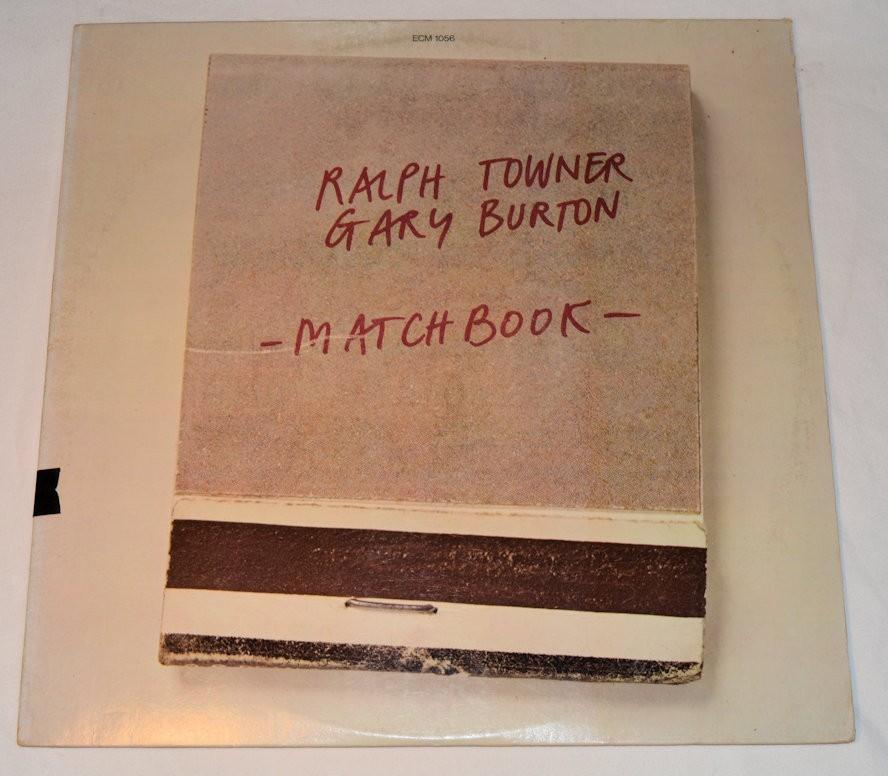 ECM 1056
RALPH TOWNER
GARY BURTON
-MATCHBOOK-